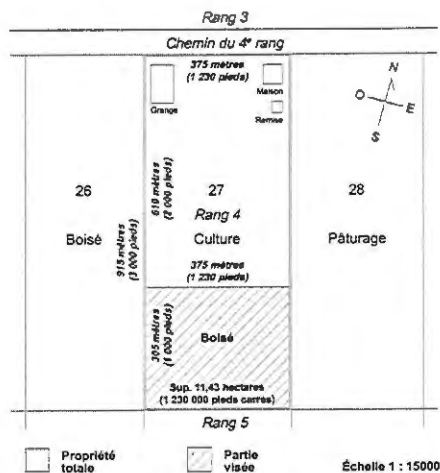 Rang 3
Chemin du 4e rang
375 mètres
(1 230 pieds)
Grange
Maison
Remise
N
O
E
S
610 mètres
(2 000 pieds)
915 mètres
(3 000 pieds)
26
Boisé
27
Rang 4
Culture
28
Pâturage
375 mètres
(1 230 pieds)
305 mètres
(1 000 pieds)
Boisé
Sup. 11,43 hectares
(1 230 000 pieds carrés)
Rang 5
Propriété
totale
Partie
visée
Échelle 1 : 15000